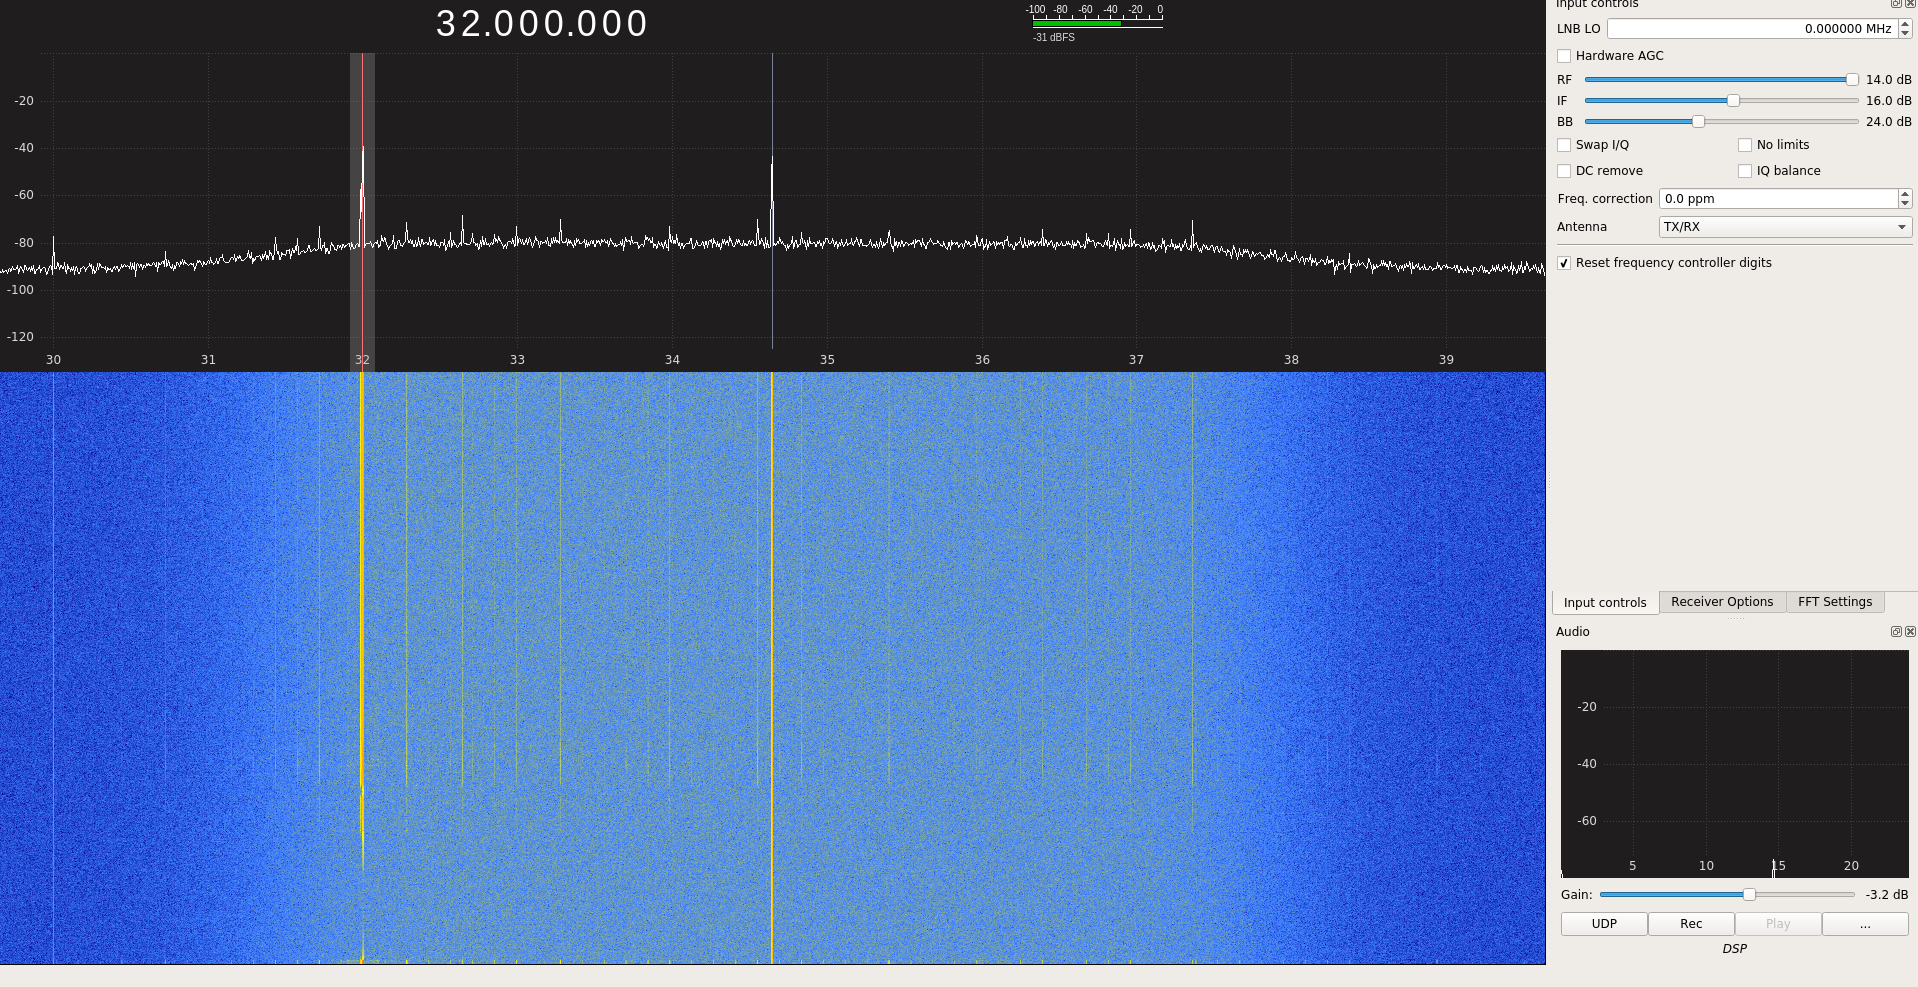 32.000.000
-100 -80 -60 -40 -20 0
-31 dBFS
-20
-40
-60
-80
-100
-120
30 31 32 33 34 35 36 37 38 39
Input controls
LNB LO 0.000000 MHz
Hardware AGC
RF 14.0 dB
IF 16.0 dB
BB 24.0 dB
Swap I/Q No limits
DC remove IQ balance
Freq. correction 0.0 ppm
Antenna TX/RX
Reset frequency controller digits
Input controls Receiver Options FFT Settings
Audio
-20
-40
-60
5 10 15 20
Gain: -3.2 dB
UDP Rec Play ...
DSP